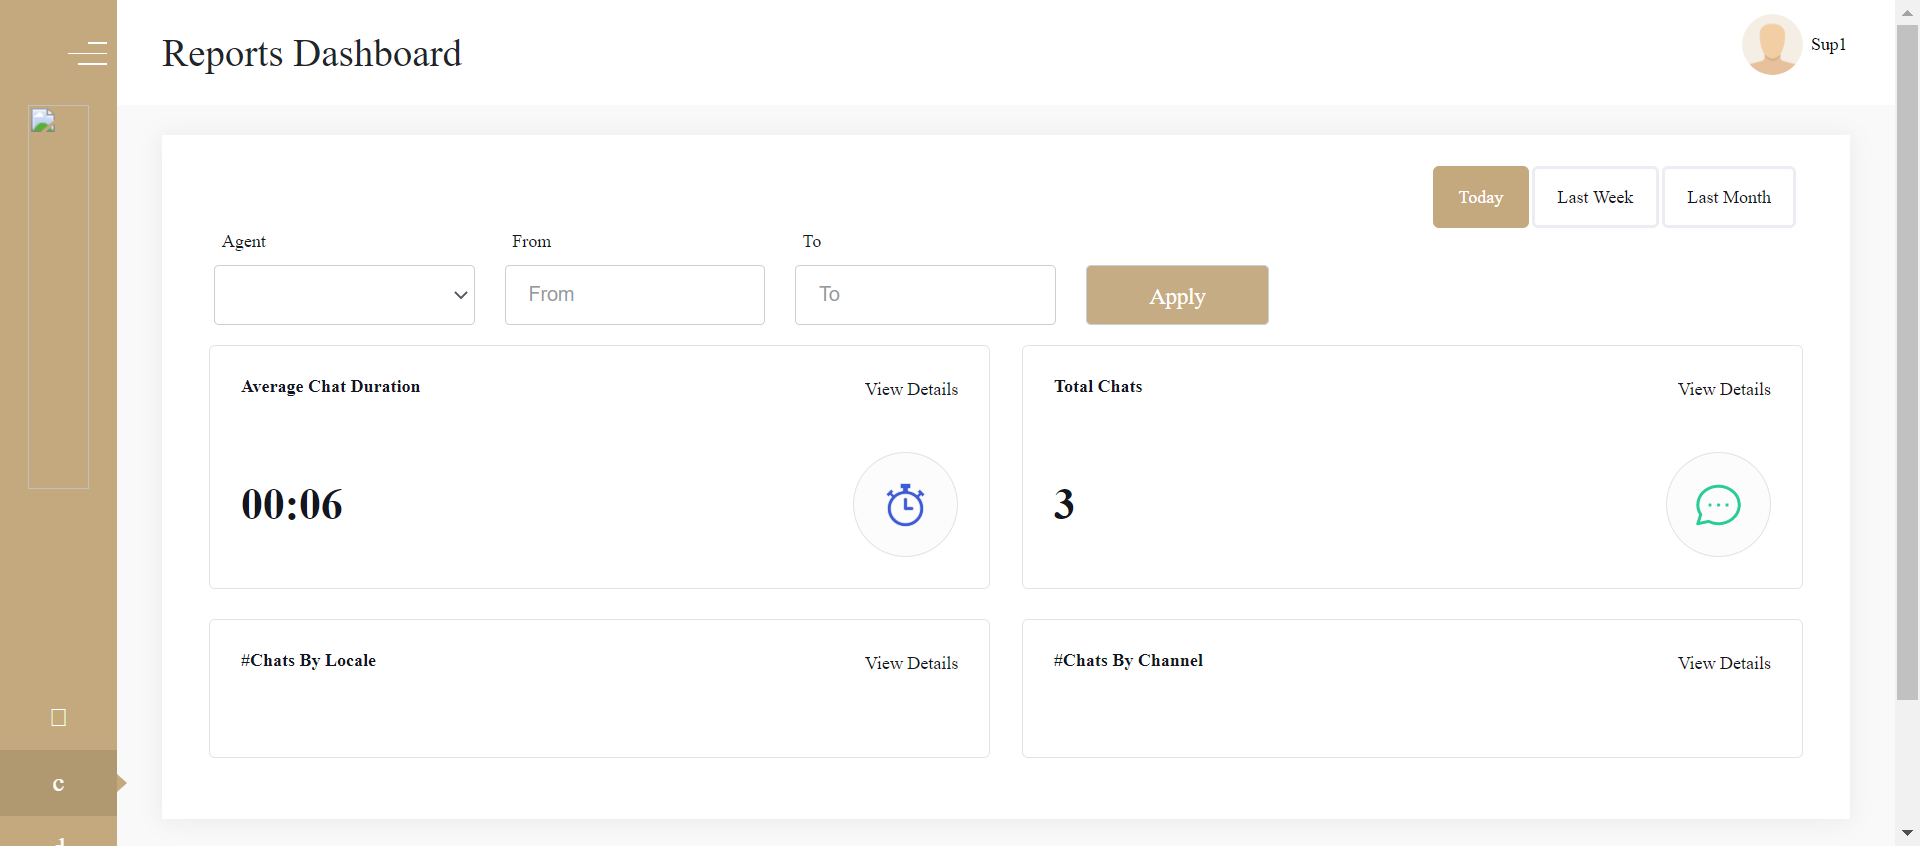 Reports Dashboard
Sup1
Today
Last Week
Last Month
Agent
From
To
From
To
Apply
Average Chat Duration
View Details
00:06
Total Chats
View Details
3
#Chats By Locale
View Details
#Chats By Channel
View Details
c